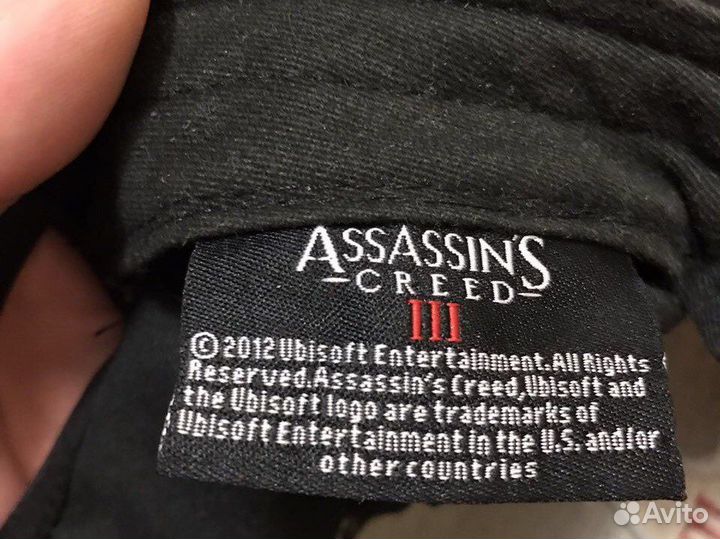 ASSASSIN'S
CREED
III
© 2012 Ubisoft Entertainment. All Rights
Reserved. Assassin's Creed, Ubisoft and
the Ubisoft logo are trademarks of
Ubisoft Entertainment in the U.S. and/or
other countries
Avito